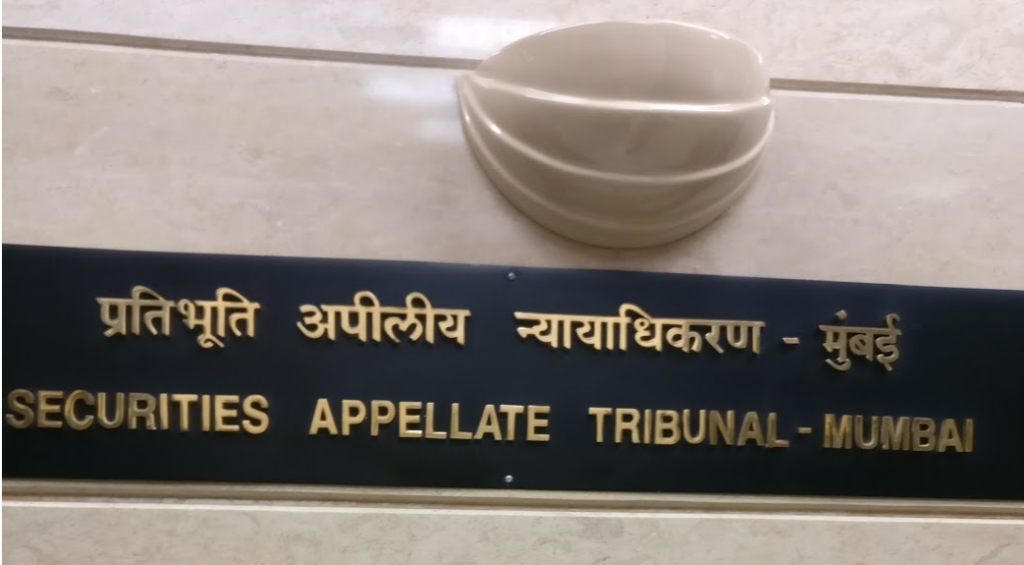 प्रतिभूति अपीलीय न्यायाधिकरण - मुंबई
SECURITIES APPELLATE TRIBUNAL - MUMBAI